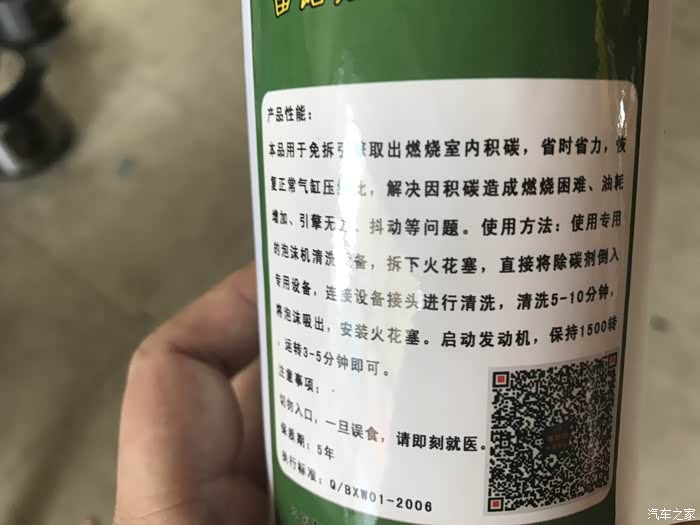 产品性能：
本品用于免拆引擎取出燃烧室内积碳，省时省力，恢
复正常气缸压缩比，解决因积碳造成燃烧困难、油耗
增加、引擎无力、抖动等问题。使用方法：使用专用
的泡沫机清洗设备，拆下火花塞，直接将除碳剂倒入
专用设备，连接设备接头进行清洗，清洗5-10分钟，
将泡沫吸出，安装火花塞。启动发动机，保持1500转
，运转3-5分钟即可。
注意事项：
切勿入口，一旦误食，请即刻就医。
保质期：5年
执行标准：Q/BXW01-2006
汽车之家